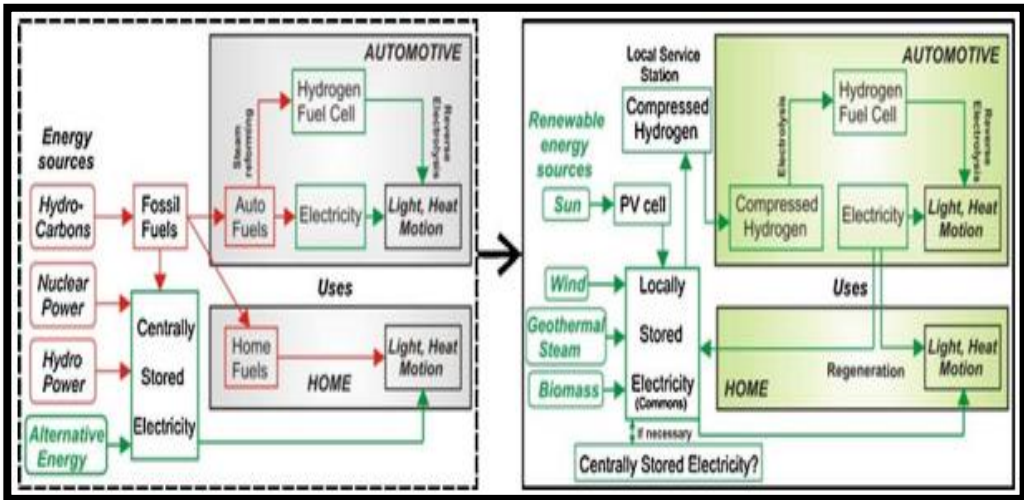 AUTOMOTIVE
Hydrogen
Fuel Cell
Steam
reforming
Reverse
Electrolysis
Energy
sources
Hydro-
Carbons
Fossil
Fuels
Auto
Fuels
Electricity
Light, Heat
Motion
Uses
Nuclear
Power
Hydro
Power
Alternative
Energy
Centrally
Stored
Electricity
Home
Fuels
Light, Heat
Motion
HOME
Local Service
Station
Compressed
Hydrogen
Renewable
energy
sources
Sun
PV cell
Wind
Geothermal
Steam
Biomass
Locally
Stored
Electricity
(Commons)
If necessary
Centrally Stored Electricity?
AUTOMOTIVE
Hydrogen
Fuel Cell
Electrolysis
Reverse
Electrolysis
Compressed
Hydrogen
Electricity
Light, Heat
Motion
Uses
Regeneration
Light, Heat
Motion
HOME